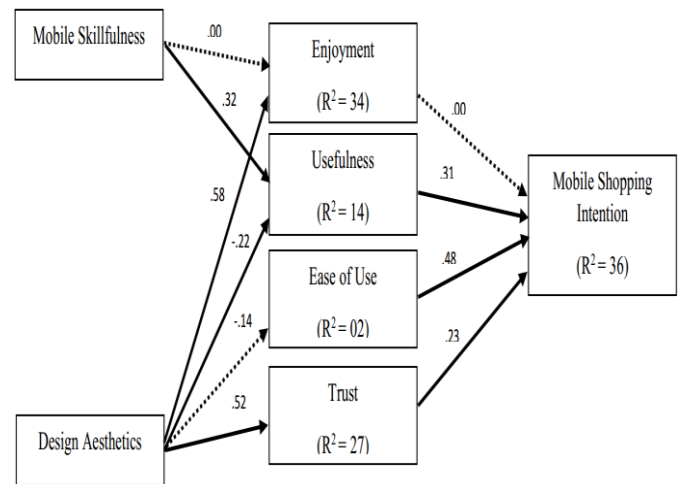 Mobile Skillfulness
.00
.32
.58
-.22
-.14
.52
Design Aesthetics
Enjoyment
(R² = 34)
Usefulness
(R² = 14)
Ease of Use
(R² = 02)
Trust
(R² = 27)
.00
.31
.48
.23
Mobile Shopping
Intention
(R² = 36)